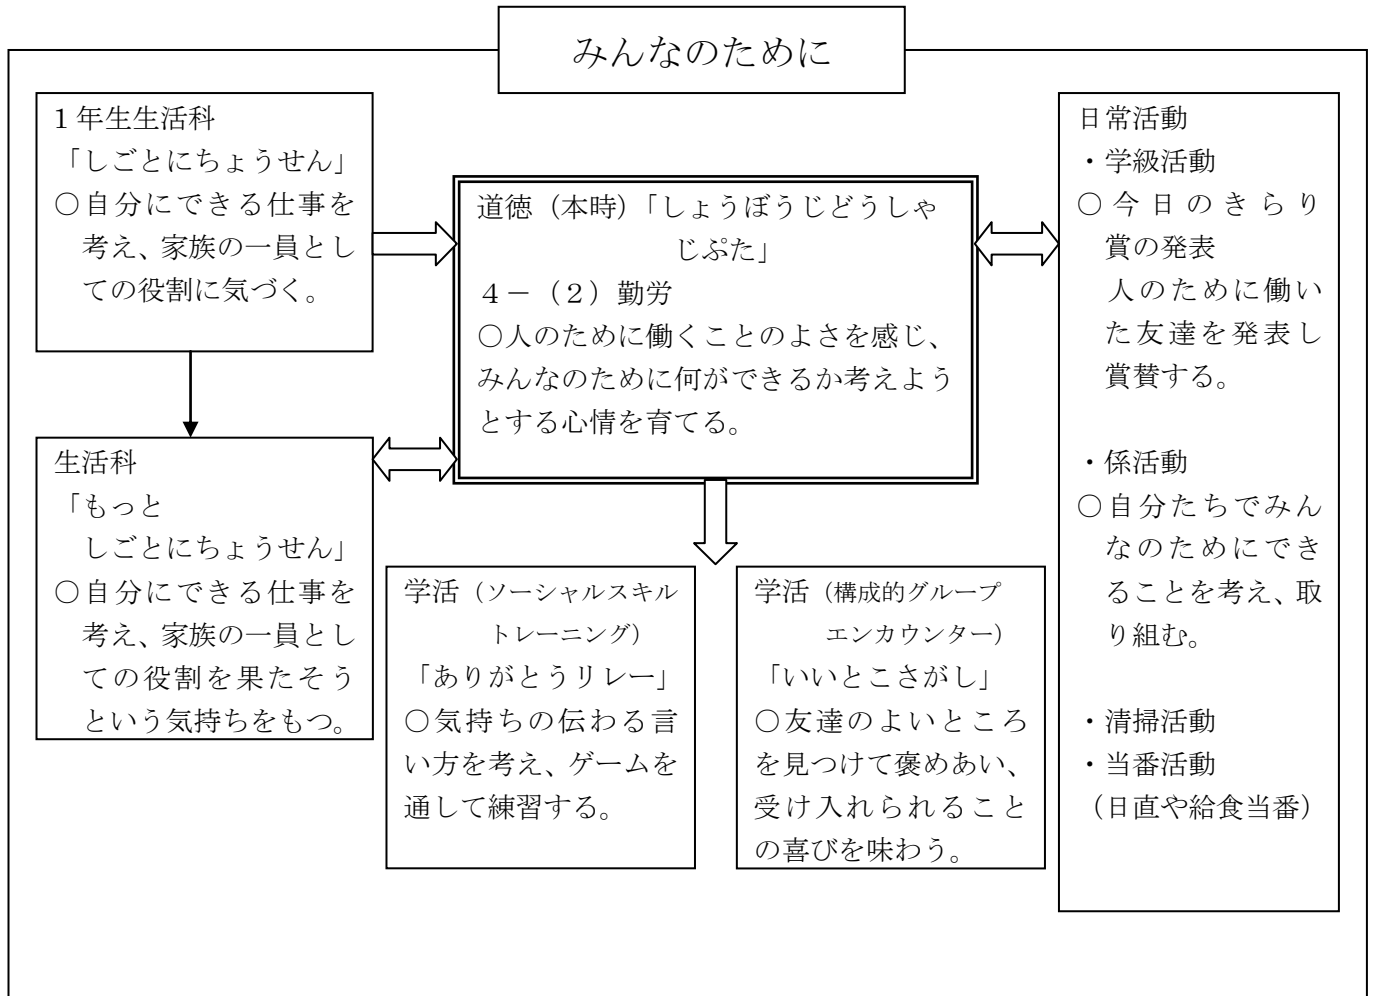 みんなのために
1年生生活科
「しごとにちょうせん」
○自分にできる仕事を
考え、家族の一員とし
ての役割に気づく。
道徳（本時）「しょうぼうじどうしゃ
じぷた」
4－（2）勤労
○人のために働くことのよさを感じ、
みんなのために何ができるか考えよう
とする心情を育てる。
日常活動
・学級活動
○今日のきらり
賞の発表
人のために働い
た友達を発表し
賞賛する。
・係活動
○自分たちでみん
なのためにでき
ることを考え、取
り組む。
・清掃活動
・当番活動
（日直や給食当番）
生活科
「もっと
しごとにちょうせん」
○自分にできる仕事を
考え、家族の一員とし
ての役割を果たそう
という気持ちをもつ。
学活（ソーシャルスキル
トレーニング）
「ありがとうリレー」
○気持ちの伝わる言
い方を考え、ゲームを
通して練習する。
学活（構成的グループ
エンカウンター）
「いいとこさがし」
○友達のよいところ
を見つけて褒めあい、
受け入れられること
の喜びを味わう。